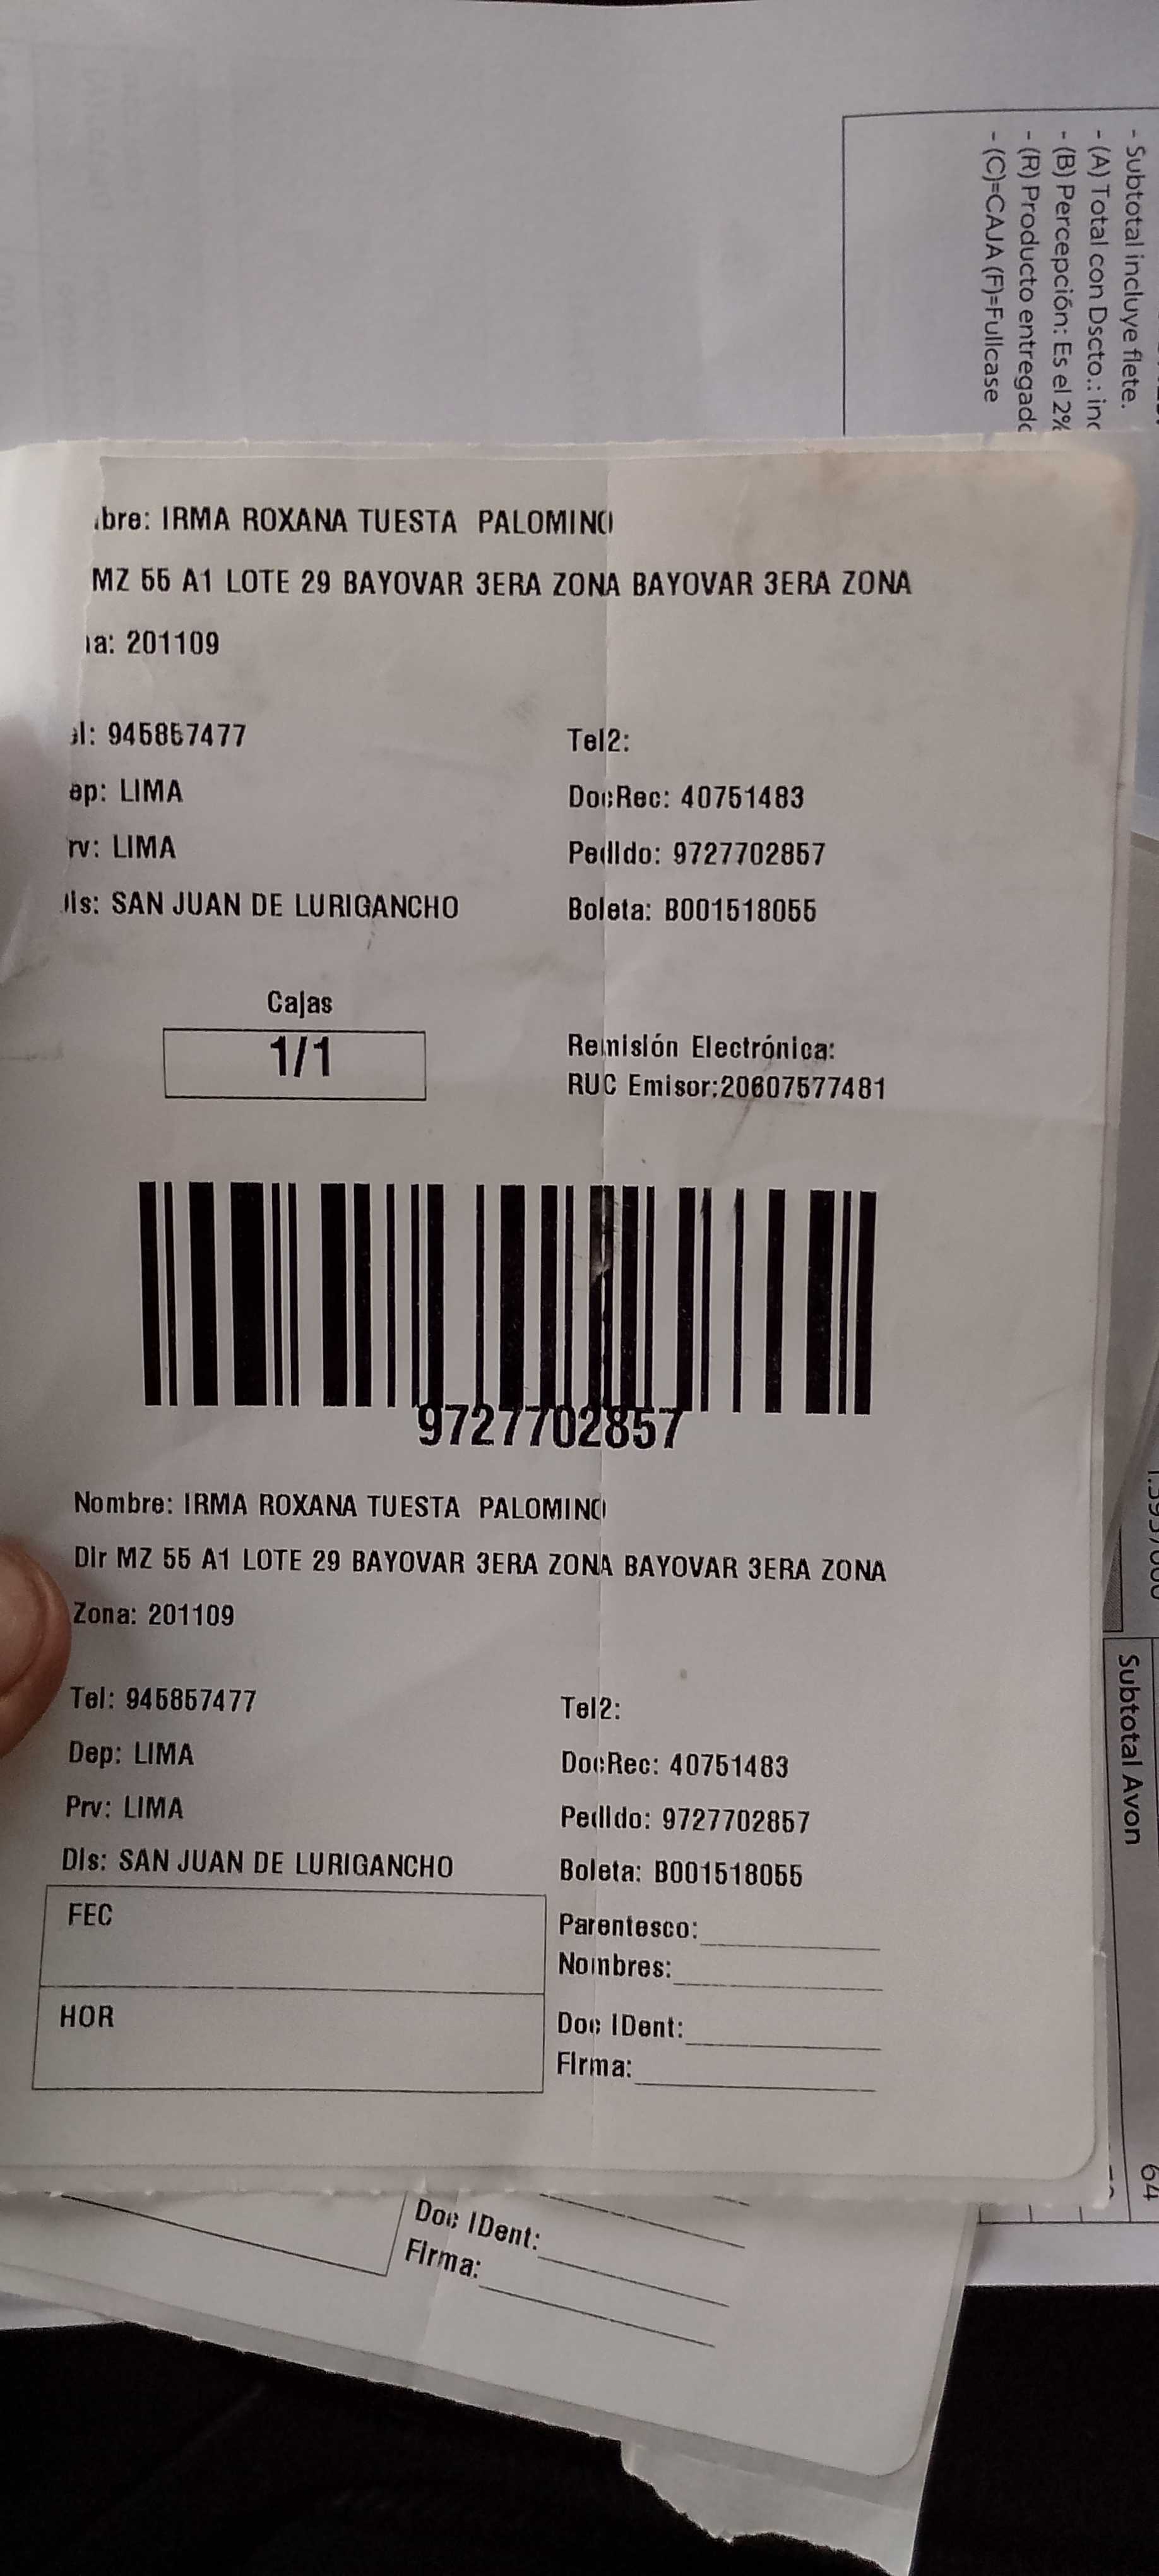 - Subtotal incluye flete.
- (A) Total con Dscto.: inc
- (B) Percepción: Es el 2%
- (R) Producto entregado
- (C)=CAJA (F)=Fullcase
bre: IRMA ROXANA TUESTA PALOMINO
MZ 55 A1 LOTE 29 BAYOVAR 3ERA ZONA BAYOVAR 3ERA ZONA
na: 201109
el: 945857477
Tel2:
ep: LIMA
DocRec: 40751483
rv: LIMA
Pedido: 9727702857
Dis: SAN JUAN DE LURIGANCHO
Boleta: B001518055
Cajas
1/1
Remisión Electrónica:
RUC Emisor:20607577481
9727702857
Nombre: IRMA ROXANA TUESTA PALOMINO
Dir MZ 55 A1 LOTE 29 BAYOVAR 3ERA ZONA BAYOVAR 3ERA ZONA
Zona: 201109
Tel: 945857477
Tel2:
Dep: LIMA
DocRec: 40751483
Prv: LIMA
Pedido: 9727702857
Dis: SAN JUAN DE LURIGANCHO
Boleta: B001518055
FEC
Parentesco:
Nombres:
HOR
Doc IDent:
Firma:
Subtotal Avon
64
Doc IDent:
Firma: